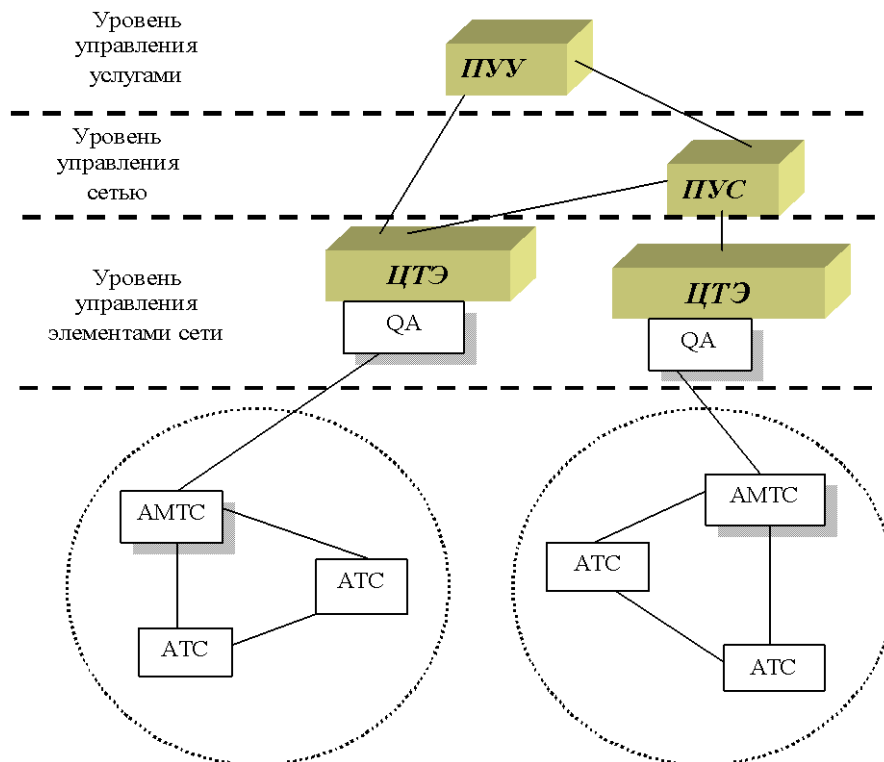 Уровень
управления
услугами
ПУУ
Уровень
управления
сетью
ПУС
Уровень
управления
элементами сети
ЦТЭ
ЦТЭ
QA
QA
АМТС
АТС
АТС
АМТС
АТС
АТС